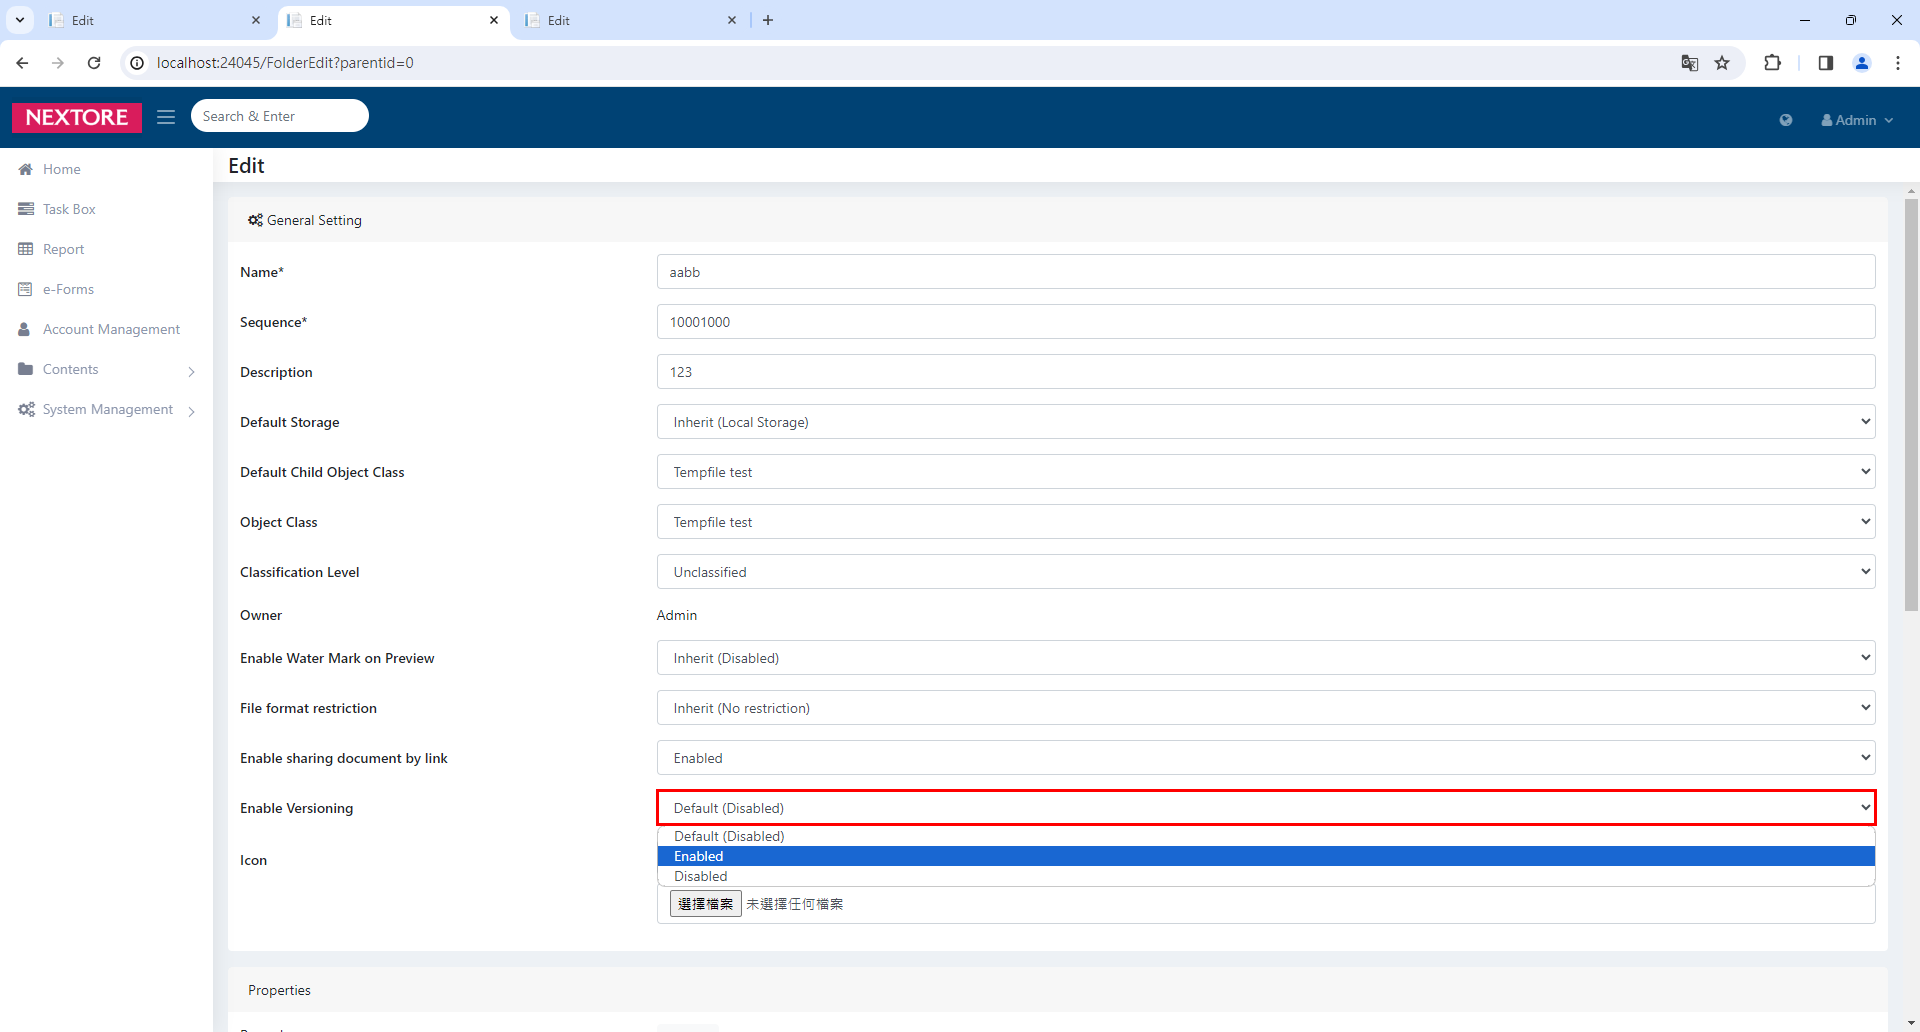 Edit
Edit
Edit
localhost:24045/FolderEdit?parentid=0
NEXTORE
Search & Enter
Admin
Home
Task Box
Report
e-Forms
Account Management
Contents
System Management
Edit
General Setting
Name* aabb
Sequence* 10001000
Description 123
Default Storage Inherit (Local Storage)
Default Child Object Class Tempfile test
Object Class Tempfile test
Classification Level Unclassified
Owner Admin
Enable Water Mark on Preview Inherit (Disabled)
File format restriction Inherit (No restriction)
Enable sharing document by link Enabled
Enable Versioning Default (Disabled)
Default (Disabled)
Enabled
Disabled
Icon
選擇檔案 未選擇任何檔案
Properties